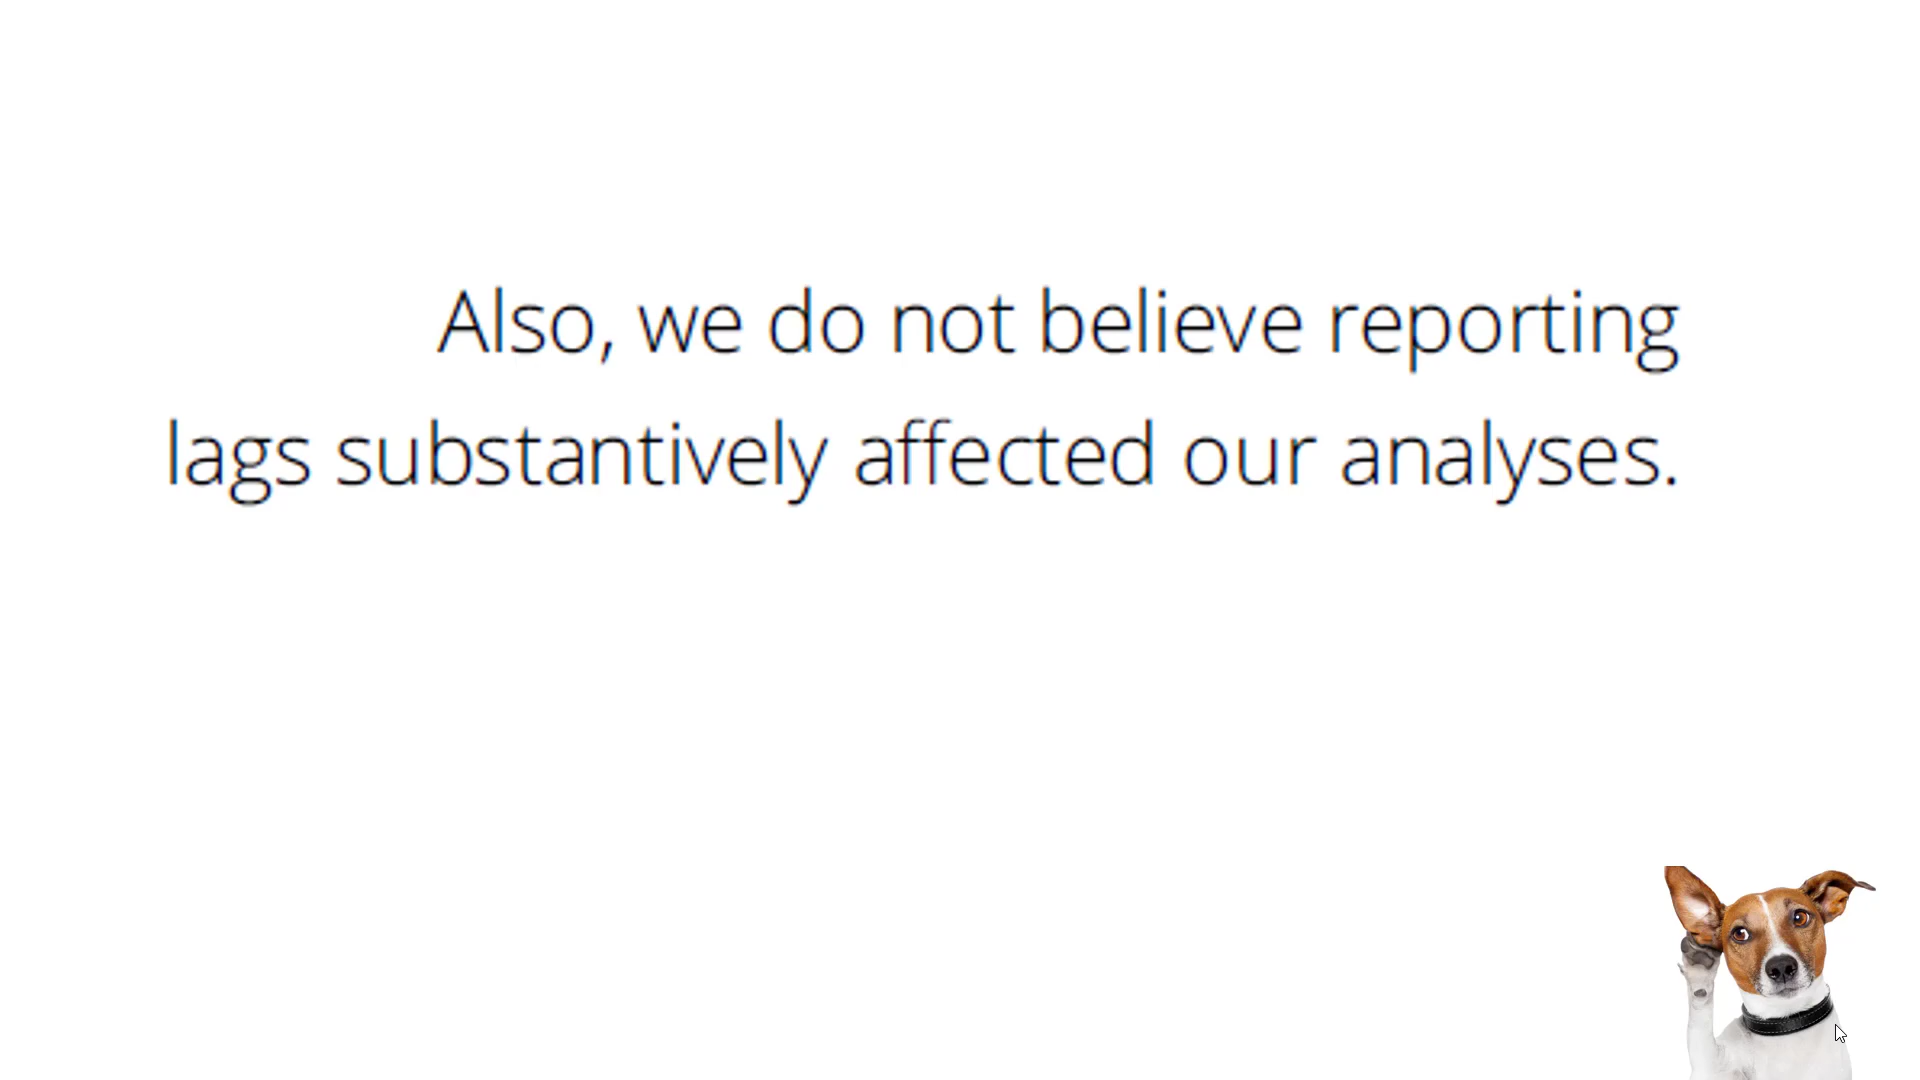 Also, we do not believe reporting
lags substantively affected our analyses.